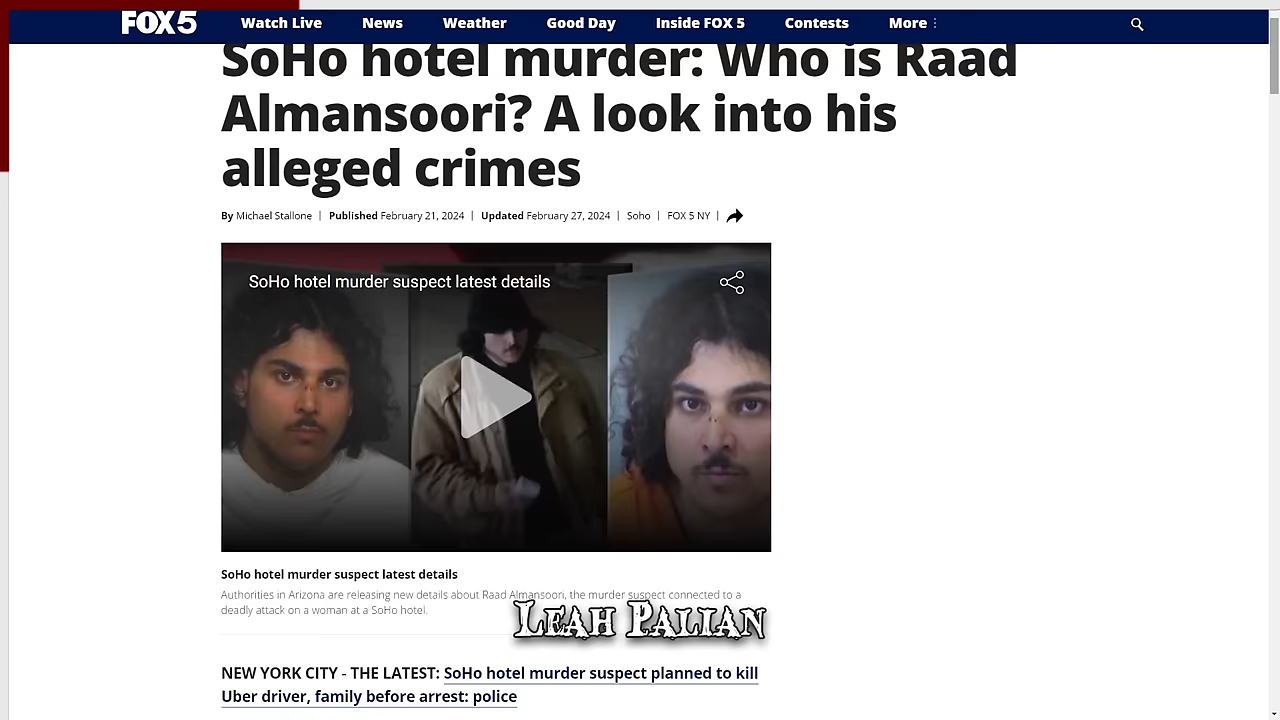 FOX 5 Watch Live News Weather Good Day Inside FOX 5 Contests More
SoHo hotel murder: Who is Raad
Almansoori? A look into his
alleged crimes
By Michael Stallone | Published February 21, 2024 | Updated February 27, 2024 | Soho | FOX 5 NY |
SoHo hotel murder suspect latest details
SoHo hotel murder suspect latest details
Authorities in Arizona are releasing new details about Raad Almansoori, the murder suspect connected to a
deadly attack on a woman at a SoHo hotel.
Leah Palian
NEW YORK CITY - THE LATEST: SoHo hotel murder suspect planned to kill
Uber driver, family before arrest: police